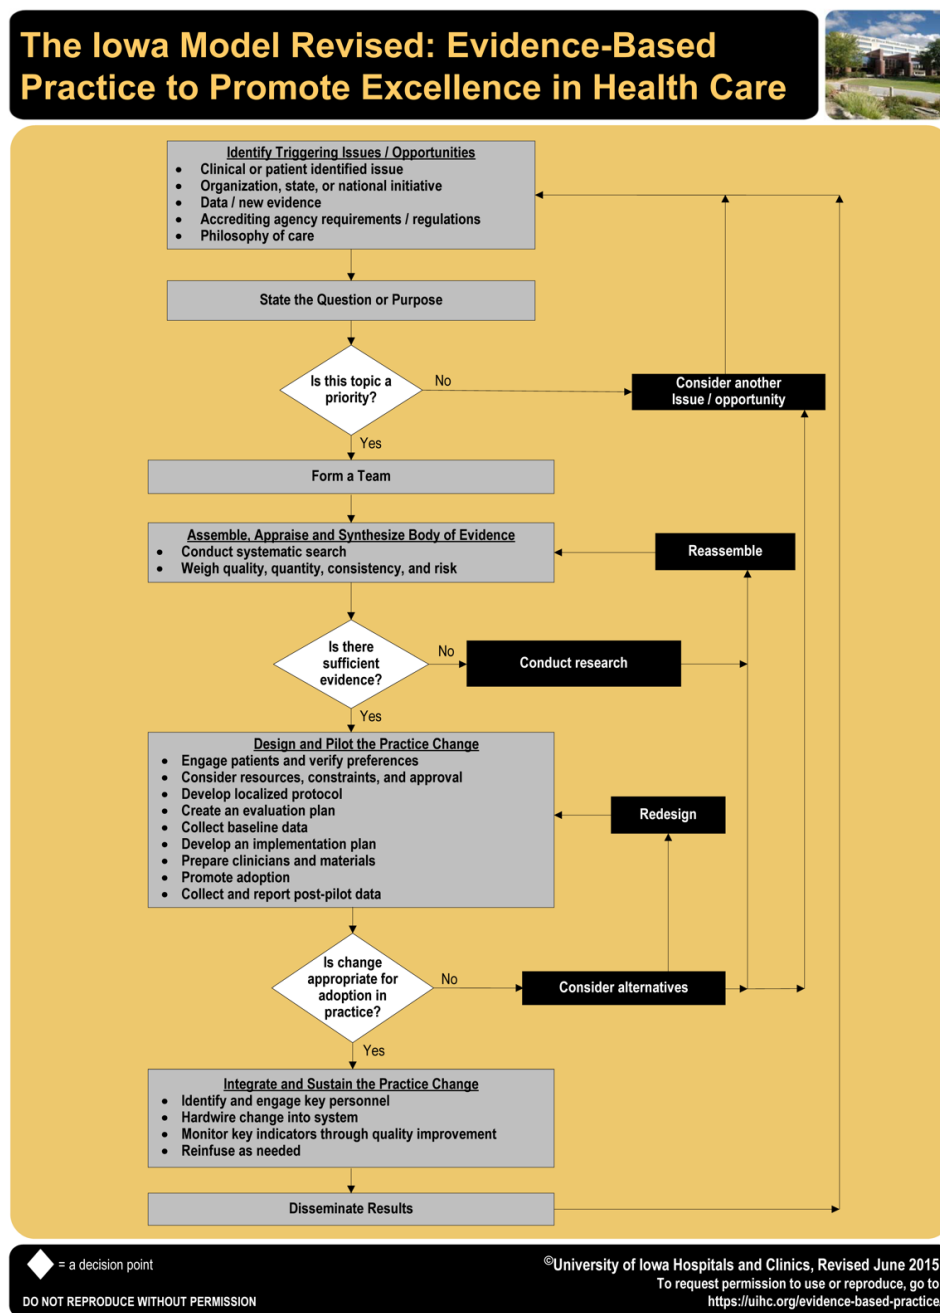 The Iowa Model Revised: Evidence-Based
Practice to Promote Excellence in Health Care
Identify Triggering Issues / Opportunities
• Clinical or patient identified issue
• Organization, state, or national initiative
• Data / new evidence
• Accrediting agency requirements / regulations
• Philosophy of care
State the Question or Purpose
Is this topic a
priority?
No
Consider another
Issue / opportunity
Yes
Form a Team
Assemble, Appraise and Synthesize Body of Evidence
• Conduct systematic search
• Weigh quality, quantity, consistency, and risk
Reassemble
Is there
sufficient
evidence?
No
Conduct research
Yes
Design and Pilot the Practice Change
• Engage patients and verify preferences
• Consider resources, constraints, and approval
• Develop localized protocol
• Create an evaluation plan
• Collect baseline data
• Develop an implementation plan
• Prepare clinicians and materials
• Promote adoption
• Collect and report post-pilot data
Redesign
Is change
appropriate for
adoption in
practice?
No
Consider alternatives
Yes
Integrate and Sustain the Practice Change
• Identify and engage key personnel
• Hardwire change into system
• Monitor key indicators through quality improvement
• Reinfuse as needed
Disseminate Results
= a decision point
DO NOT REPRODUCE WITHOUT PERMISSION
©University of Iowa Hospitals and Clinics, Revised June 2015
To request permission to use or reproduce, go to
https://uihc.org/evidence-based-practice